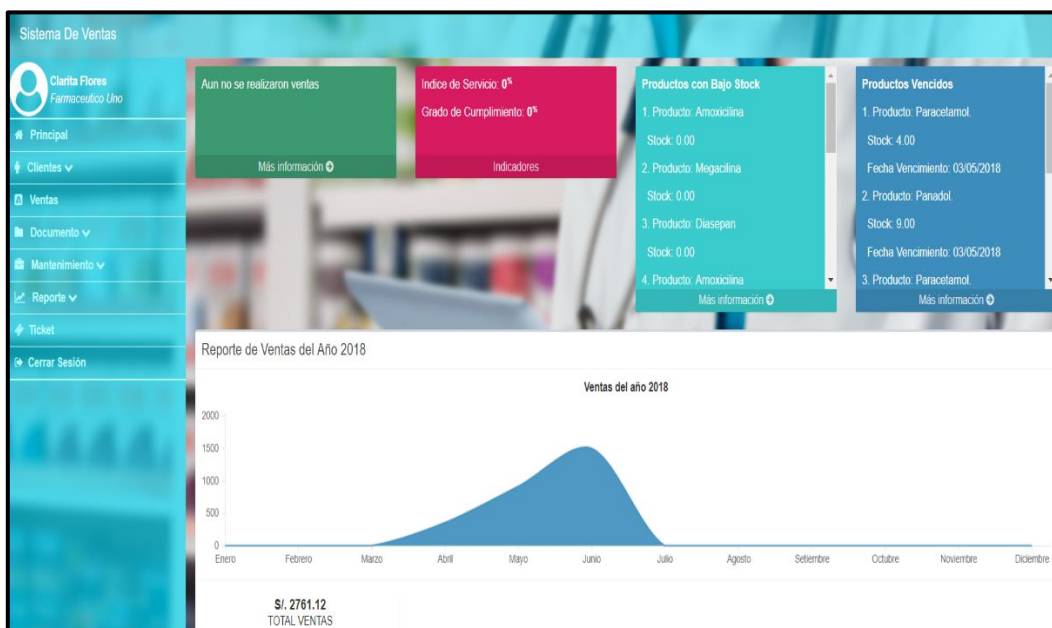 Sistema De Ventas
Clarita Flores
Farmaceutico Uno
Principal
Clientes
Ventas
Documento
Mantenimiento
Reporte
Ticket
Cerrar Sesión
Aun no se realizaron ventas
Más información
Indice de Servicio: 0%
Grado de Cumplimiento: 0%
Indicadores
Productos con Bajo Stock
1. Producto: Amoxicilina
Stock: 0.00
2. Producto: Megacilina
Stock: 0.00
3. Producto: Diasepan
Stock: 0.00
4. Producto: Amoxicilina
Más información
Productos Vencidos
1. Producto: Paracetamol.
Stock: 4.00
Fecha Vencimiento: 03/05/2018
2. Producto: Panadol.
Stock: 9.00
Fecha Vencimiento: 03/05/2018
3. Producto: Paracetamol.
Más información
Reporte de Ventas del Año 2018
Ventas del año 2018
2000
1500
1000
500
0
Enero Febrero Marzo Abril Mayo Junio Julio Agosto Setiembre Octubre Noviembre Diciembre
S/. 2761.12
TOTAL VENTAS